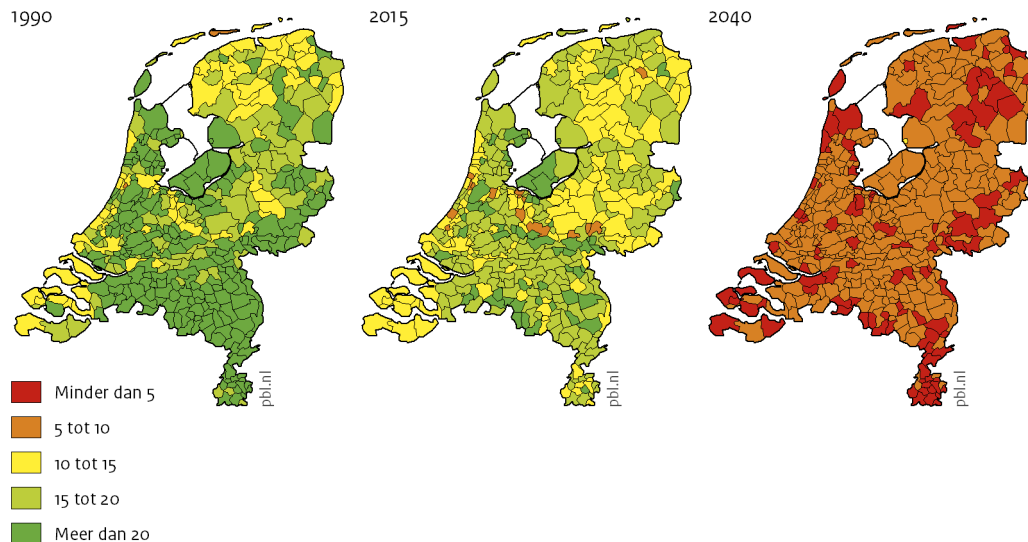 1990
2015
2040
Minder dan 5
5 tot 10
10 tot 15
15 tot 20
Meer dan 20
pbl.nl
pbl.nl
pbl.nl